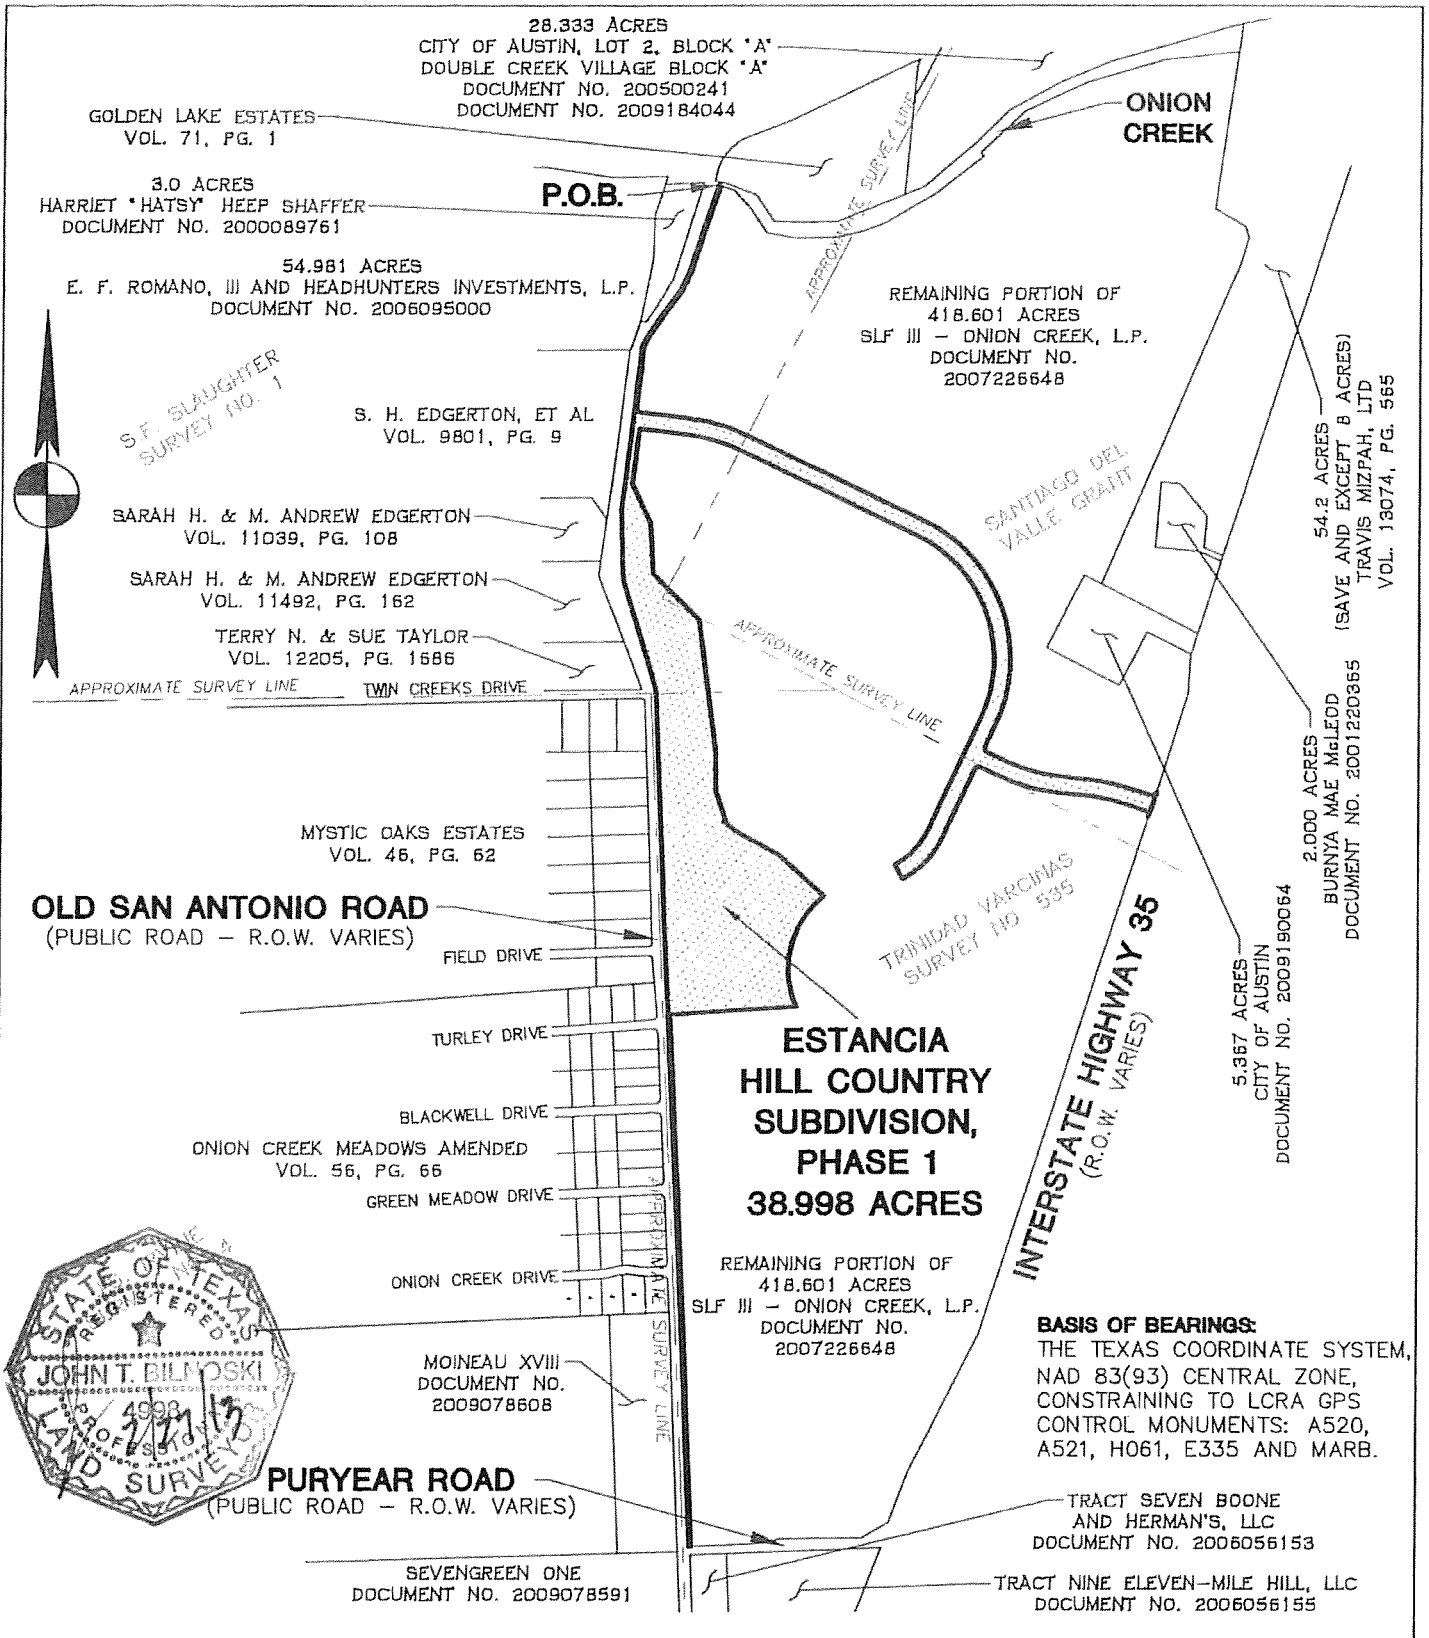 28.333 ACRES
CITY OF AUSTIN, LOT 2, BLOCK "A"
DOUBLE CREEK VILLAGE BLOCK "A"
DOCUMENT NO. 200500241
DOCUMENT NO. 2009184044
GOLDEN LAKE ESTATES
VOL. 71, PG. 1
ONION
CREEK
3.0 ACRES
HARRIET "HATSY" HEEP SHAFFER
DOCUMENT NO. 2000089761
P.O.B.
APPROXIMATE SURVEY LINE
54.981 ACRES
E. F. ROMANO, III AND HEADHUNTERS INVESTMENTS, L.P.
DOCUMENT NO. 2006095000
REMAINING PORTION OF
418.601 ACRES
SLF III – ONION CREEK, L.P.
DOCUMENT NO.
2007226648
S.F. SLAUGHTER
SURVEY NO. 1
S. H. EDGERTON, ET AL
VOL. 9801, PG. 9
SANTIAGO DEL
VALLE GRANT
54.2 ACRES
(SAVE AND EXCEPT 8 ACRES)
TRAVIS MIZPAH, LTD
VOL. 13074, PG. 565
SARAH H. & M. ANDREW EDGERTON
VOL. 11039, PG. 108
SARAH H. & M. ANDREW EDGERTON
VOL. 11492, PG. 162
TERRY N. & SUE TAYLOR
VOL. 12205, PG. 1686
APPROXIMATE SURVEY LINE
TWIN CREEKS DRIVE
APPROXIMATE SURVEY LINE
2.000 ACRES
BURNYA MAE McLEOD
DOCUMENT NO. 2001220365
MYSTIC OAKS ESTATES
VOL. 46, PG. 62
OLD SAN ANTONIO ROAD
(PUBLIC ROAD – R.O.W. VARIES)
TRINIDAD VARCINAS
SURVEY NO 535
5.367 ACRES
CITY OF AUSTIN
DOCUMENT NO. 2009190064
INTERSTATE HIGHWAY 35
(R.O.W. VARIES)
FIELD DRIVE
TURLEY DRIVE
ESTANCIA
HILL COUNTRY
SUBDIVISION,
PHASE 1
38.998 ACRES
BLACKWELL DRIVE
ONION CREEK MEADOWS AMENDED
VOL. 56, PG. 66
GREEN MEADOW DRIVE
APPROXIMATE SURVEY LINE
ONION CREEK DRIVE
REMAINING PORTION OF
418.601 ACRES
SLF III – ONION CREEK, L.P.
DOCUMENT NO.
2007226648
STATE OF TEXAS
REGISTERED
JOHN T. BILNOSKI
4998
PROFESSIONAL
LAND SURVEYOR
MOINEAU XVIII
DOCUMENT NO.
2009078608
BASIS OF BEARINGS:
THE TEXAS COORDINATE SYSTEM,
NAD 83(93) CENTRAL ZONE,
CONSTRAINING TO LCRA GPS
CONTROL MONUMENTS: A520,
A521, H061, E335 AND MARB.
PURYEAR ROAD
(PUBLIC ROAD – R.O.W. VARIES)
TRACT SEVEN BOONE
AND HERMAN'S, LLC
DOCUMENT NO. 2006056153
SEVENGREEN ONE
DOCUMENT NO. 2009078591
TRACT NINE ELEVEN–MILE HILL, LLC
DOCUMENT NO. 2006056155